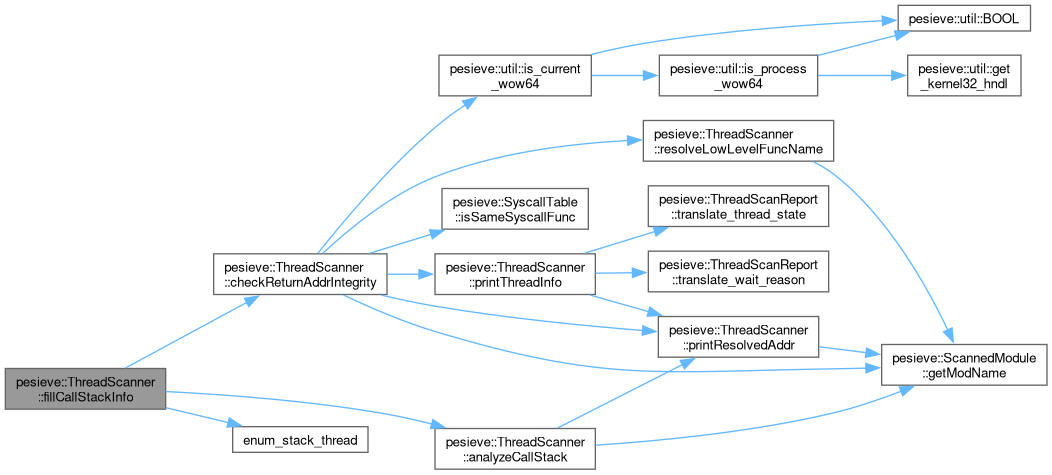 pesieve::util::BOOL
pesieve::util::is_current
_wow64
pesieve::util::is_process
_wow64
pesieve::util::get
_kernel32_hndl
pesieve::ThreadScanner
::resolveLowLevelFuncName
pesieve::SyscallTable
::isSameSyscallFunc
pesieve::ThreadScanReport
::translate_thread_state
pesieve::ThreadScanner
::checkReturnAddrIntegrity
pesieve::ThreadScanner
::printThreadInfo
pesieve::ThreadScanReport
::translate_wait_reason
pesieve::ThreadScanner
::printResolvedAddr
pesieve::ScannedModule
::getModName
pesieve::ThreadScanner
::fillCallStackInfo
enum_stack_thread
pesieve::ThreadScanner
::analyzeCallStack